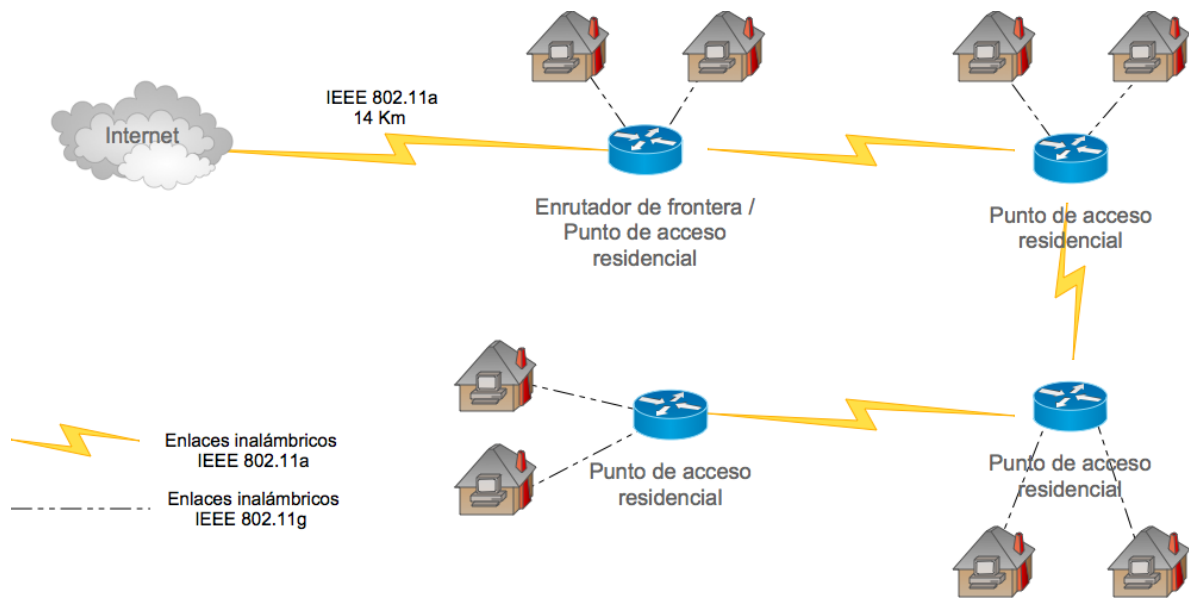 IEEE 802.11a
14 Km
Internet
Enrutador de frontera /
Punto de acceso
residencial
Punto de acceso
residencial
Enlaces inalámbricos
IEEE 802.11a
Enlaces inalámbricos
IEEE 802.11g
Punto de acceso
residencial
Punto de acceso
residencial